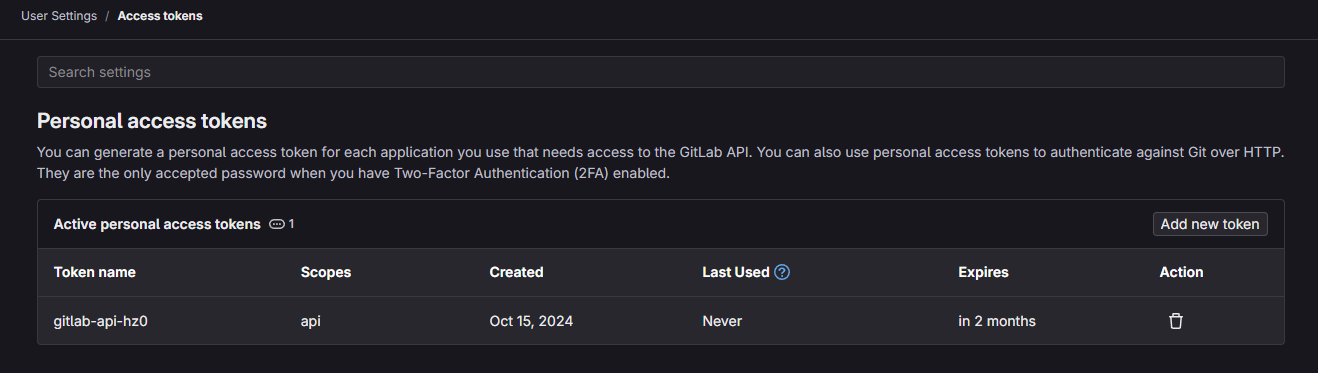 User Settings / Access tokens
Search settings
Personal access tokens
You can generate a personal access token for each application you use that needs access to the GitLab API. You can also use personal access tokens to authenticate against Git over HTTP.
They are the only accepted password when you have Two-Factor Authentication (2FA) enabled.
Active personal access tokens 1 Add new token
Token name Scopes Created Last Used ? Expires Action
gitlab-api-hz0 api Oct 15, 2024 Never in 2 months